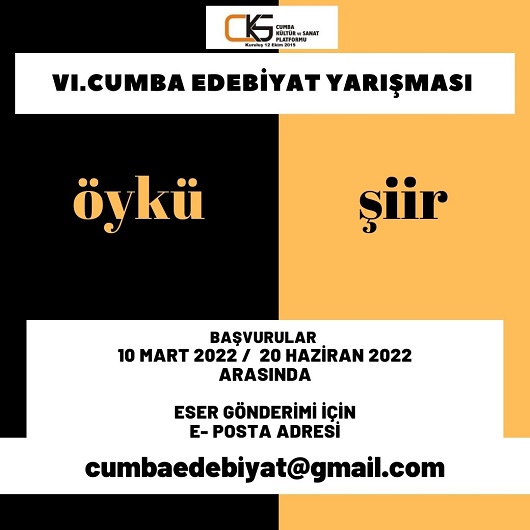 CKS
CUMBA
KÜLTÜR ve SANAT
PLATFORMU
Kuruluş 12 Ekim 2015
VI.CUMBA EDEBİYAT YARIŞMASI
öykü
şiir
BAŞVURULAR
10 MART 2022 / 20 HAZİRAN 2022
ARASINDA
ESER GÖNDERİMİ İÇİN
E- POSTA ADRESİ
cumbaedebiyat@gmail.com